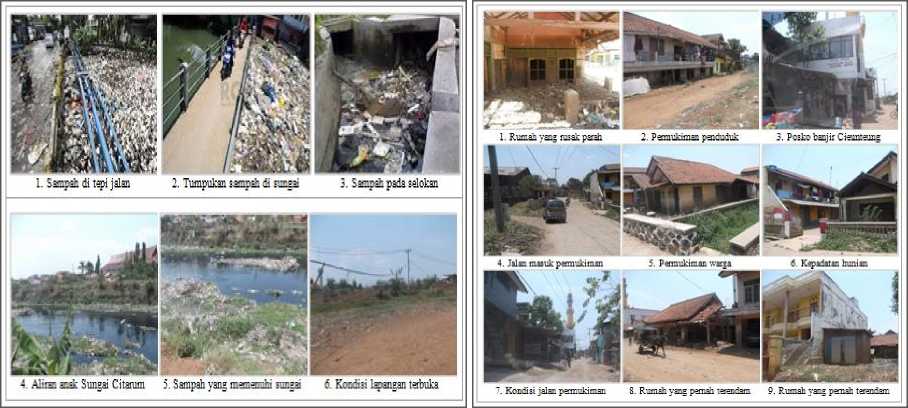 1. Sampah di tepi jalan
2. Tumpukan sampah di sungai
3. Sampah pada selokan
4. Aliran anak Sungai Citarum
5. Sampah yang memenuhi sungai
6. Kondisi lapangan terbuka
1. Rumah yang rusak parah
2. Permukiman penduduk
3. Posko banjir Cieunteung
4. Jalan masuk permukiman
5. Permukiman warga
6. Kepadatan hunian
7. Kondisi jalan permukiman
8. Rumah yang pernah terendam
9. Rumah yang pernah terendam